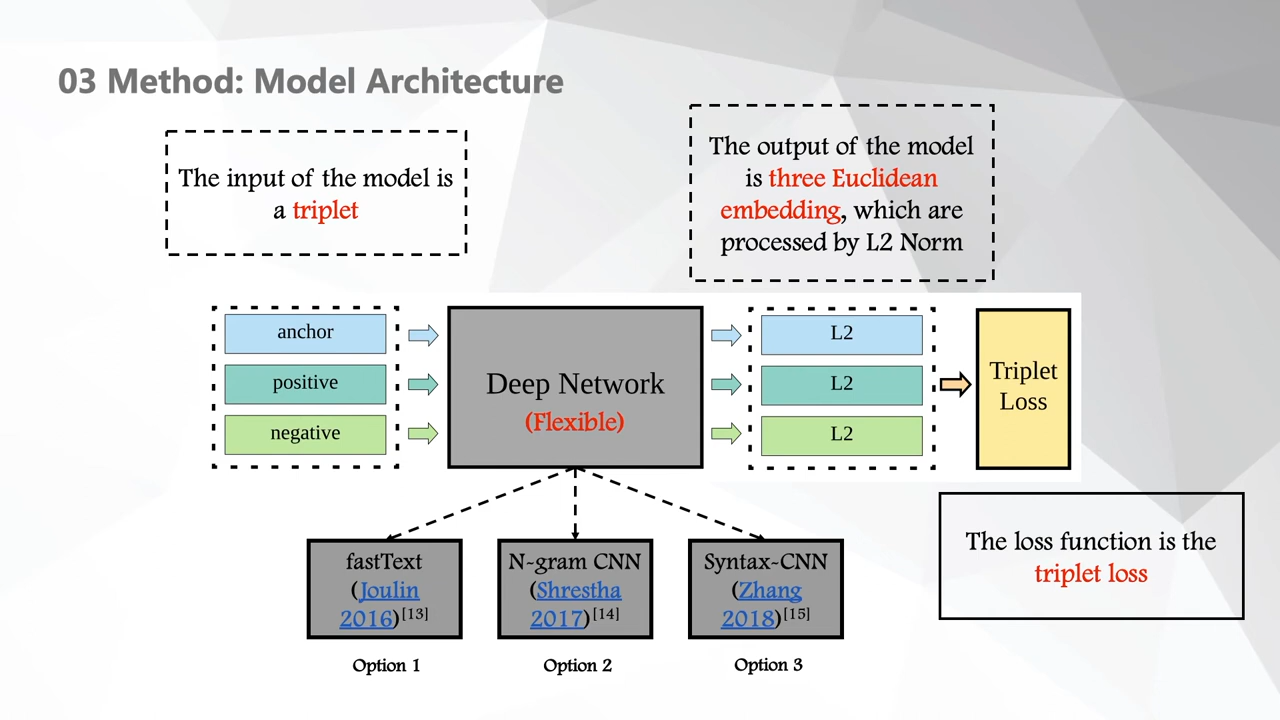 03 Method: Model Architecture
The input of the model is
a triplet
The output of the model
is three Euclidean
embedding, which are
processed by L2 Norm
anchor
positive
negative
Deep Network
(Flexible)
L2
L2
L2
Triplet
Loss
fastText
(Joulin
2016)[13]
Option 1
N-gram CNN
(Shrestha
2017)[14]
Option 2
Syntax-CNN
(Zhang
2018)[15]
Option 3
The loss function is the
triplet loss